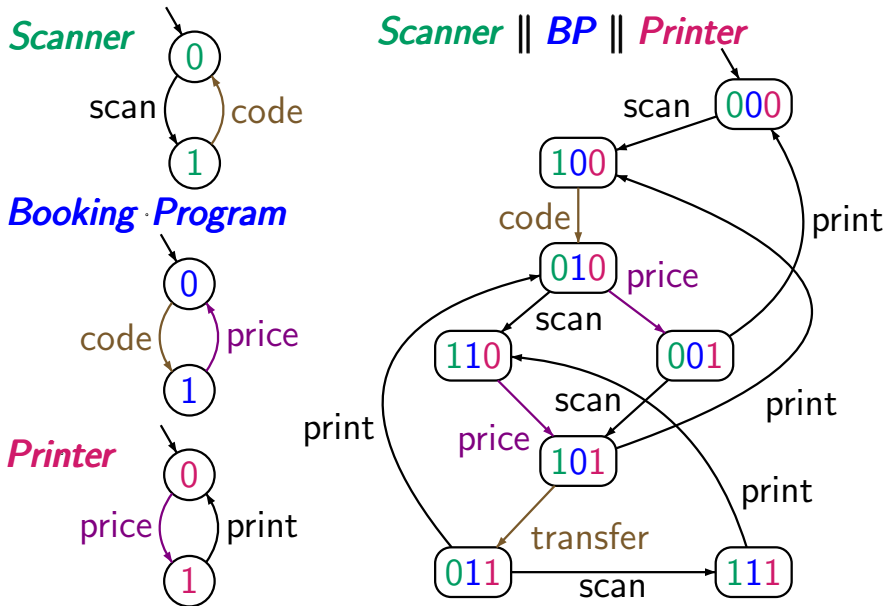 Scanner
0
scan
code
1
Booking Program
0
code
price
1
Printer
0
price
print
1
Scanner || BP || Printer
000
scan
100
code
print
010
price
scan
110
001
scan
print
print
price
101
print
transfer
011
scan
111